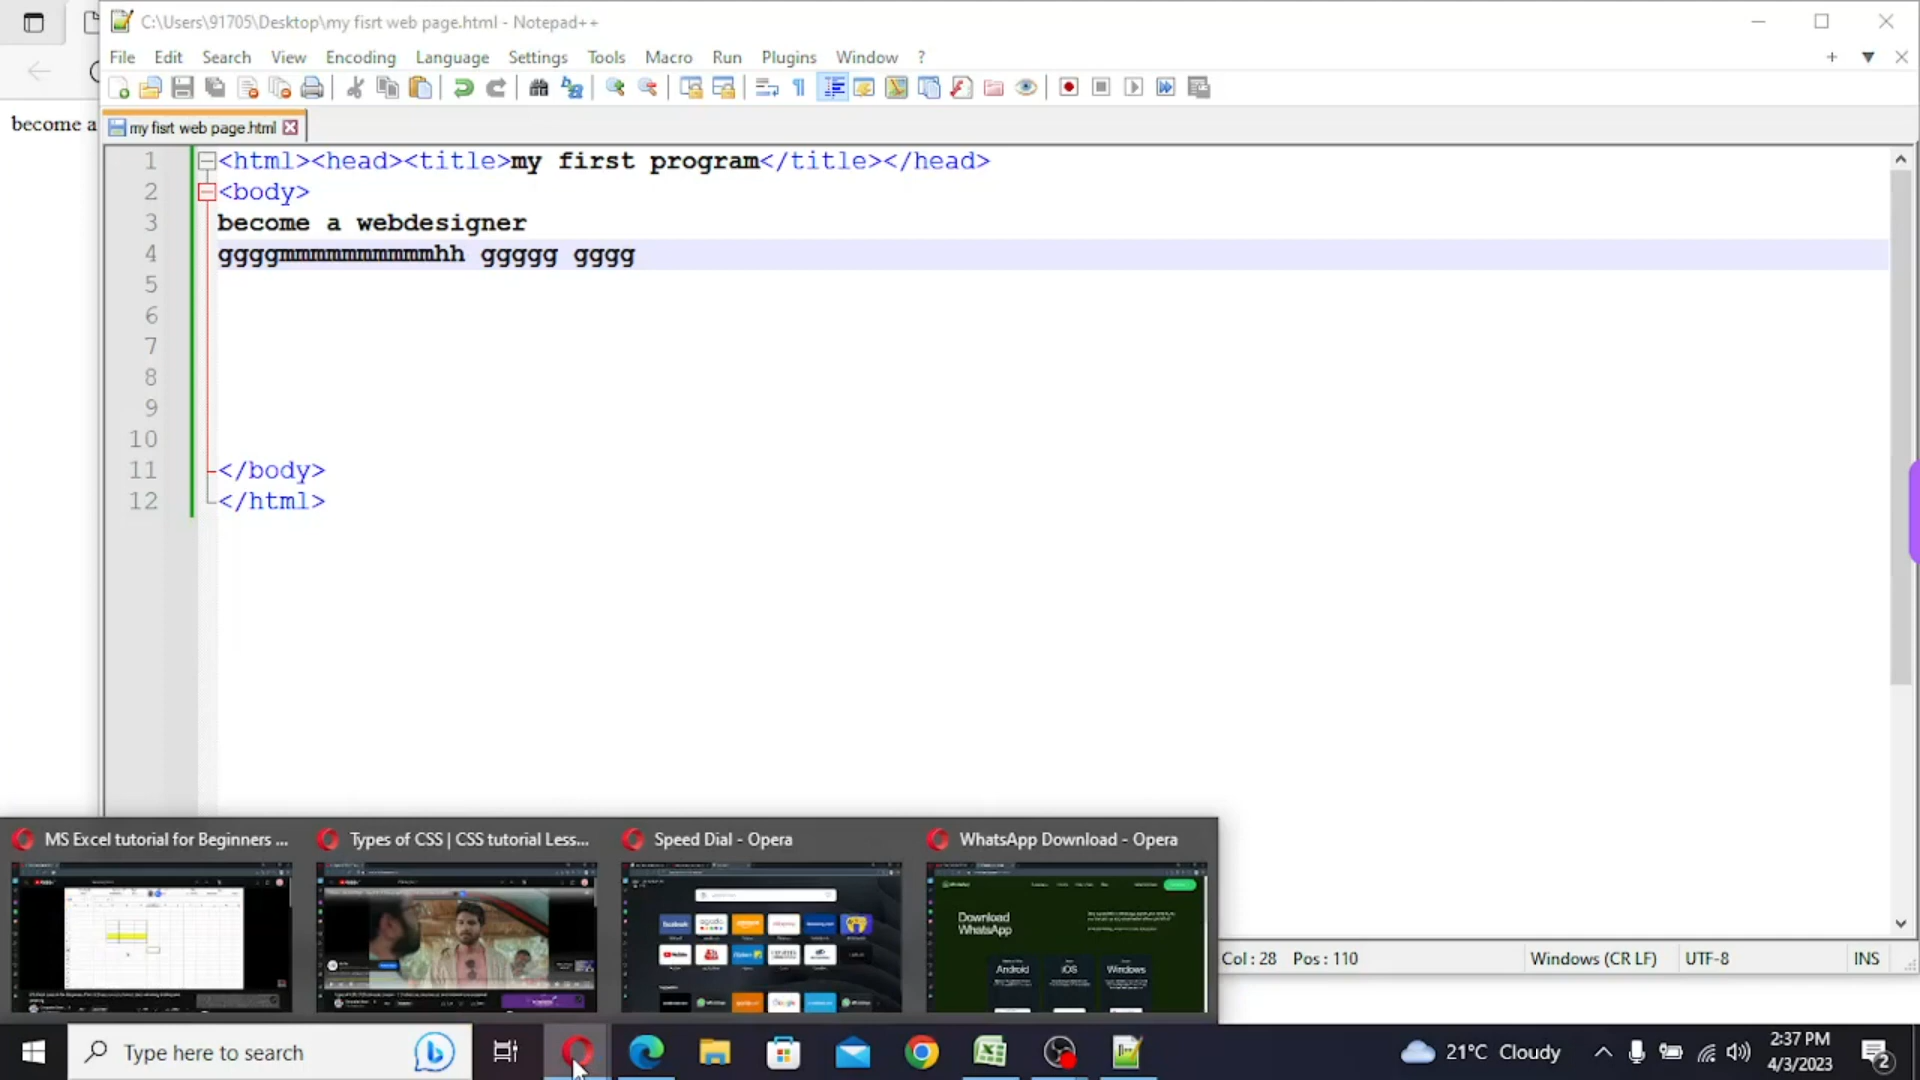 C:\Users\91705\Desktop\my fisrt web page.html - Notepad++
File Edit Search View Encoding Language Settings Tools Macro Run Plugins Window ?
become a
my fisrt web page.html
1 <html><head><title>my first program</title></head>
2 <body>
3 become a webdesigner
4 ggggmmmmmmmmmmhh ggggg gggg
5
6
7
8
9
10
11 </body>
12 </html>
MS Excel tutorial for Beginners ...
Types of CSS | CSS tutorial Less...
Speed Dial - Opera
WhatsApp Download - Opera
Download
WhatsApp
Android iOS Windows
Col : 28 Pos : 110 Windows (CR LF) UTF-8 INS
Type here to search
21°C Cloudy
2:37 PM
4/3/2023
2